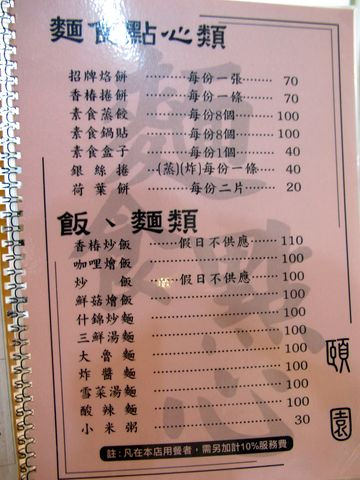 麵食點心類
招牌烙餅 ………每份一張……… 70
香椿捲餅 ………每份一條……… 70
素食蒸餃 ………每份8個……… 100
素食鍋貼 ………每份8個……… 100
素食盒子 ………每份1個……… 40
銀絲捲 …(蒸)(炸)每份一條… 40
荷葉餅 ………每份二片……… 20
飯、麵類
香椿炒飯 ………假日不供應……… 110
咖哩燴飯 ……………………… 100
炒飯 ………假日不供應……… 100
鮮菇燴飯 ……………………… 100
什錦炒麵 ……………………… 100
三鮮湯麵 ……………………… 100
大魯麵 ……………………… 100
炸醬麵 ……………………… 100
雪菜湯麵 ……………………… 100
酸辣麵 ……………………… 100
小米粥 ……………………… 30
註:凡在本店用餐者,需另加計10%服務費
頤園
麵食點心